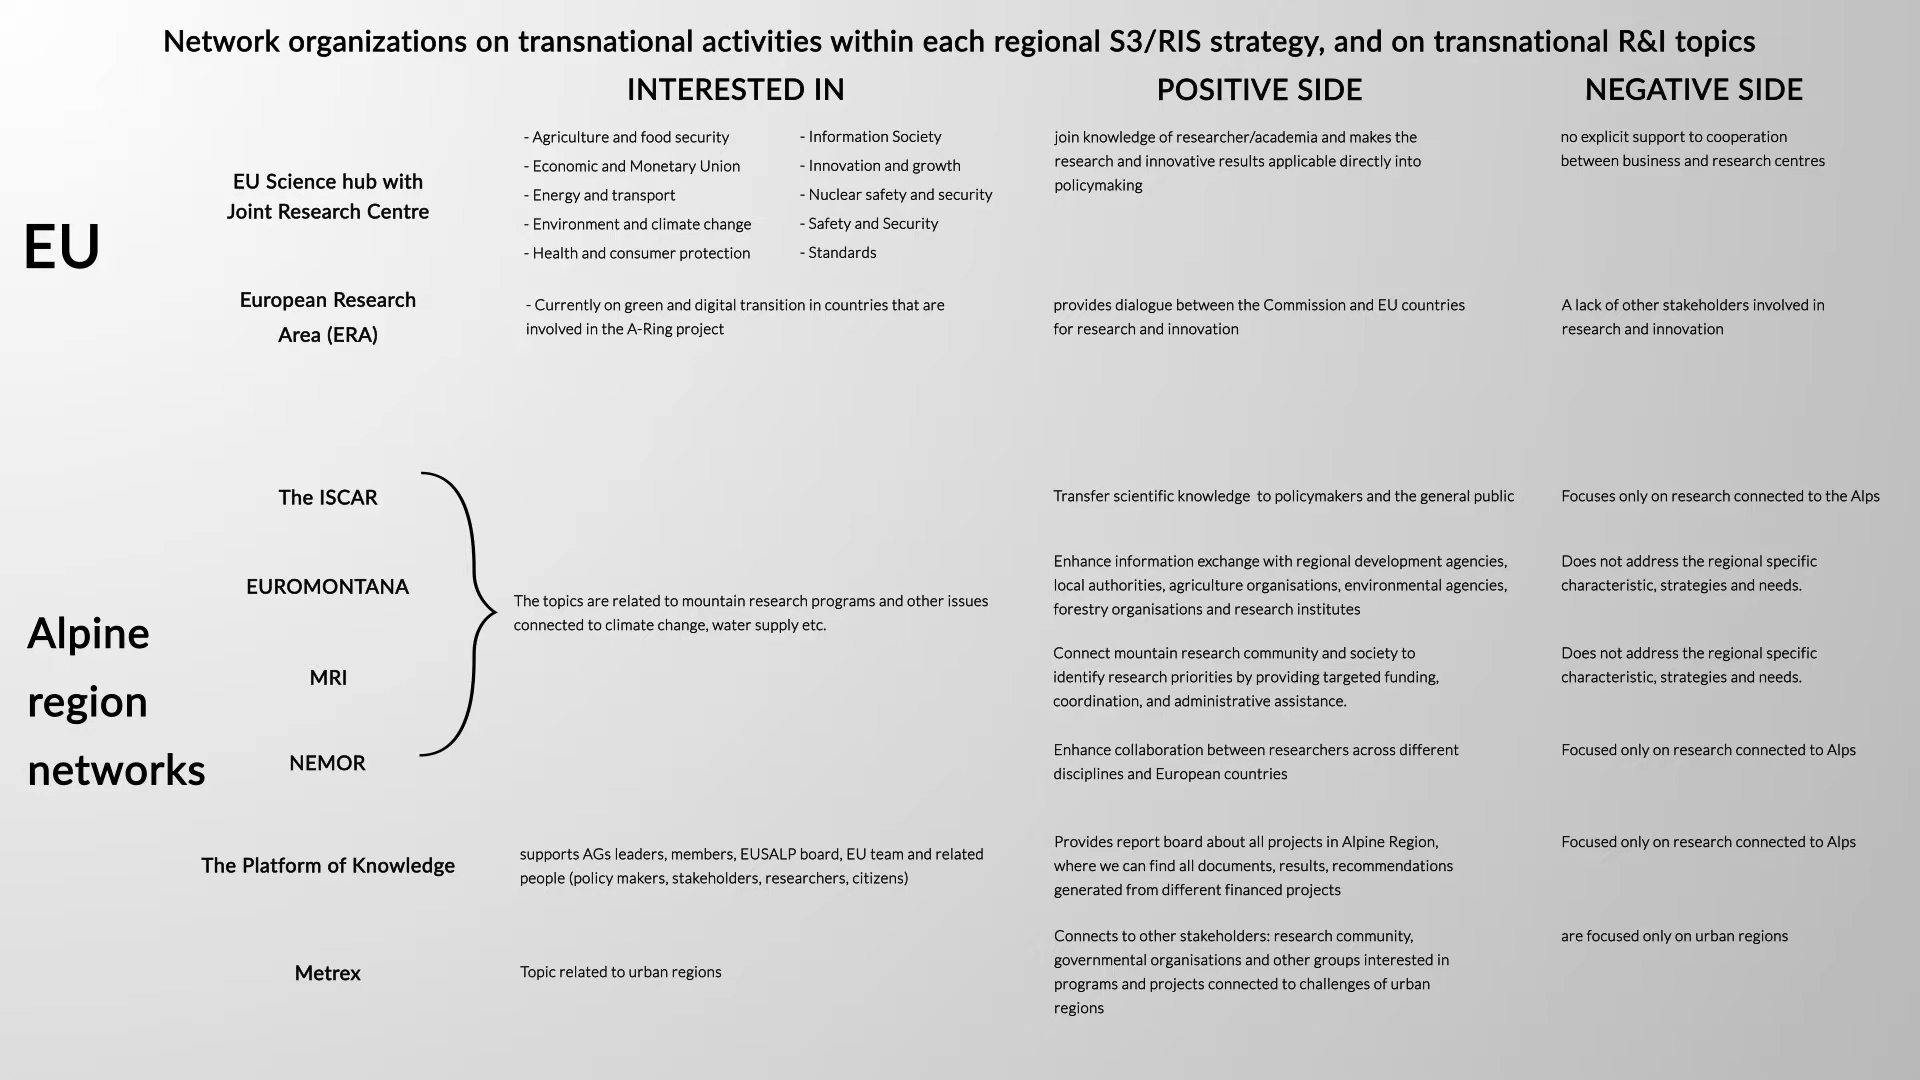 Network organizations on transnational activities within each regional S3/RIS strategy, and on transnational R&I topics
INTERESTED IN
POSITIVE SIDE
NEGATIVE SIDE
EU
EU Science hub with
Joint Research Centre
- Agriculture and food security
- Economic and Monetary Union
- Energy and transport
- Environment and climate change
- Health and consumer protection
- Information Society
- Innovation and growth
- Nuclear safety and security
- Safety and Security
- Standards
join knowledge of researcher/academia and makes the
research and innovative results applicable directly into
policymaking
no explicit support to cooperation
between business and research centres
European Research
Area (ERA)
- Currently on green and digital transition in countries that are
involved in the A-Ring project
provides dialogue between the Commission and EU countries
for research and innovation
A lack of other stakeholders involved in
research and innovation
Alpine
region
networks
The ISCAR
EUROMONTANA
MRI
NEMOR
The topics are related to mountain research programs and other issues
connected to climate change, water supply etc.
Transfer scientific knowledge  to policymakers and the general public
Focuses only on research connected to the Alps
Enhance information exchange with regional development agencies,
local authorities, agriculture organisations, environmental agencies,
forestry organisations and research institutes
Does not address the regional specific
characteristic, strategies and needs.
Connect mountain research community and society to
identify research priorities by providing targeted funding,
coordination, and administrative assistance.
Does not address the regional specific
characteristic, strategies and needs.
Enhance collaboration between researchers across different
disciplines and European countries
Focused only on research connected to Alps
The Platform of Knowledge
supports AGs leaders, members, EUSALP board, EU team and related
people (policy makers, stakeholders, researchers, citizens)
Provides report board about all projects in Alpine Region,
where we can find all documents, results, recommendations
generated from different financed projects
Focused only on research connected to Alps
Metrex
Topic related to urban regions
Connects to other stakeholders: research community,
governmental organisations and other groups interested in
programs and projects connected to challenges of urban
regions
are focused only on urban regions